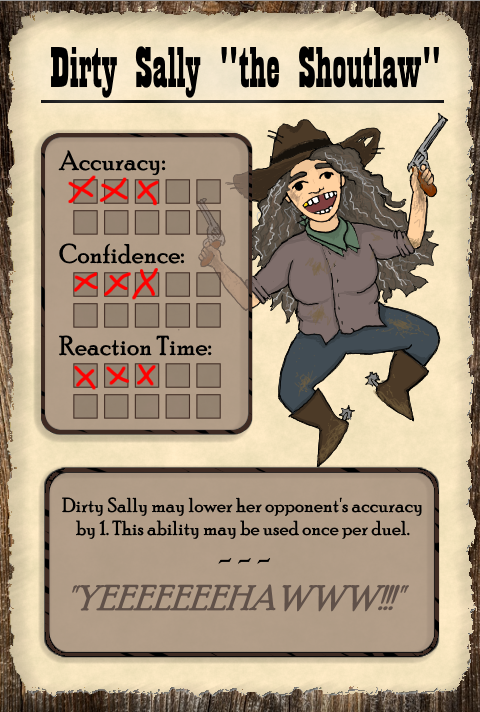 Dirty Sally "the Shoutlaw"
Accuracy:
Confidence:
Reaction Time:
Dirty Sally may lower her opponent's accuracy
by 1. This ability may be used once per duel.
~ ~ ~
"YEEEEEEEHAWWW!!!"